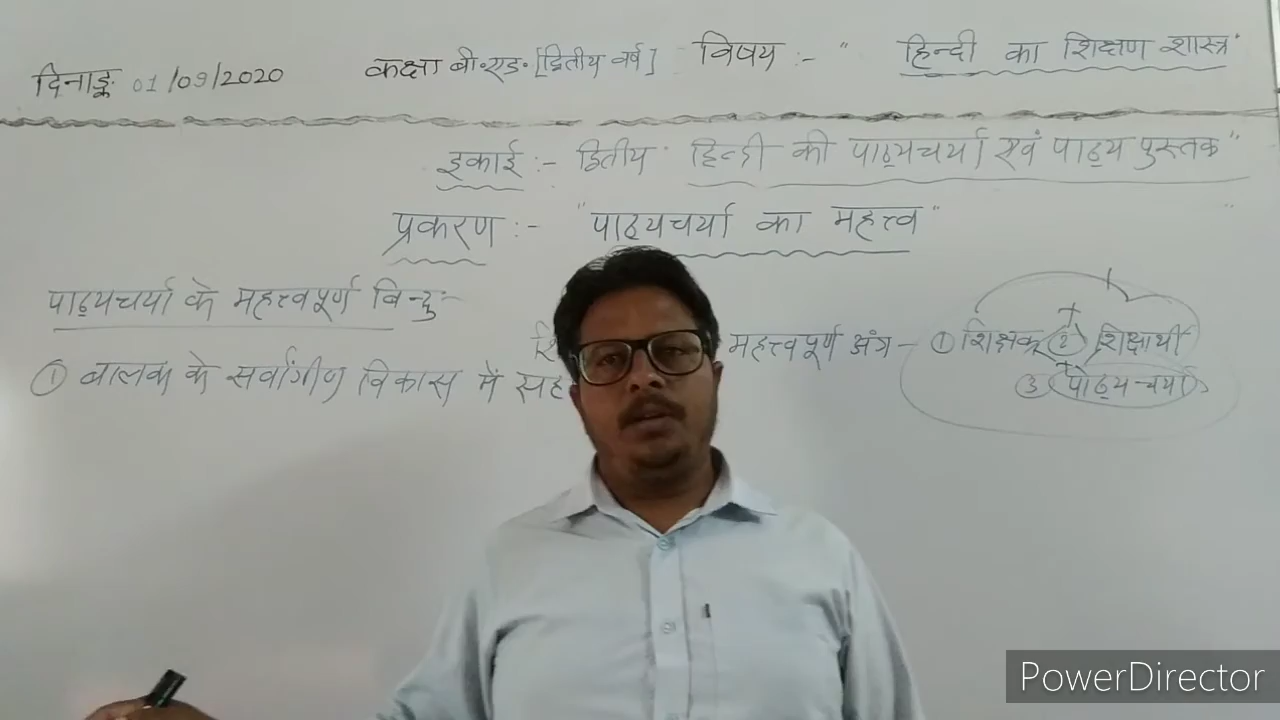 दिनाङ्क 01/09/2020 कक्षा बी.एड. [द्वितीय वर्ष] विषय :- " हिन्दी का शिक्षण शास्त्र"
इकाई :- द्वितीय हिन्दी की पाठ्यचर्या एवं पाठ्य पुस्तक"
प्रकरण :- "पाठ्यचर्या का महत्त्व"
पाठ्यचर्या के महत्त्वपूर्ण बिन्दु :-
महत्त्वपूर्ण अंग - ① शिक्षक ② शिक्षार्थी
③ पाठ्य-चर्या
① बालक के सर्वांगीण विकास में सह
PowerDirector